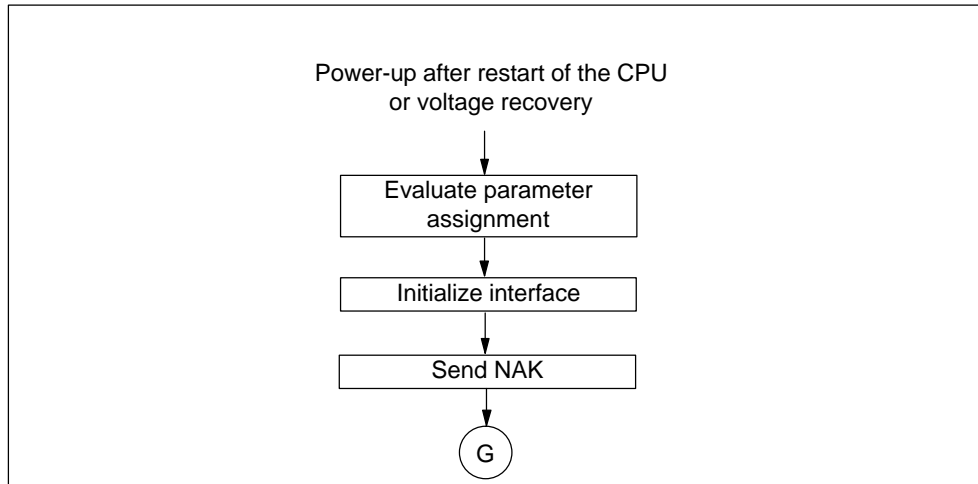 Power-up after restart of the CPU
or voltage recovery
Evaluate parameter
assignment
Initialize interface
Send NAK
G